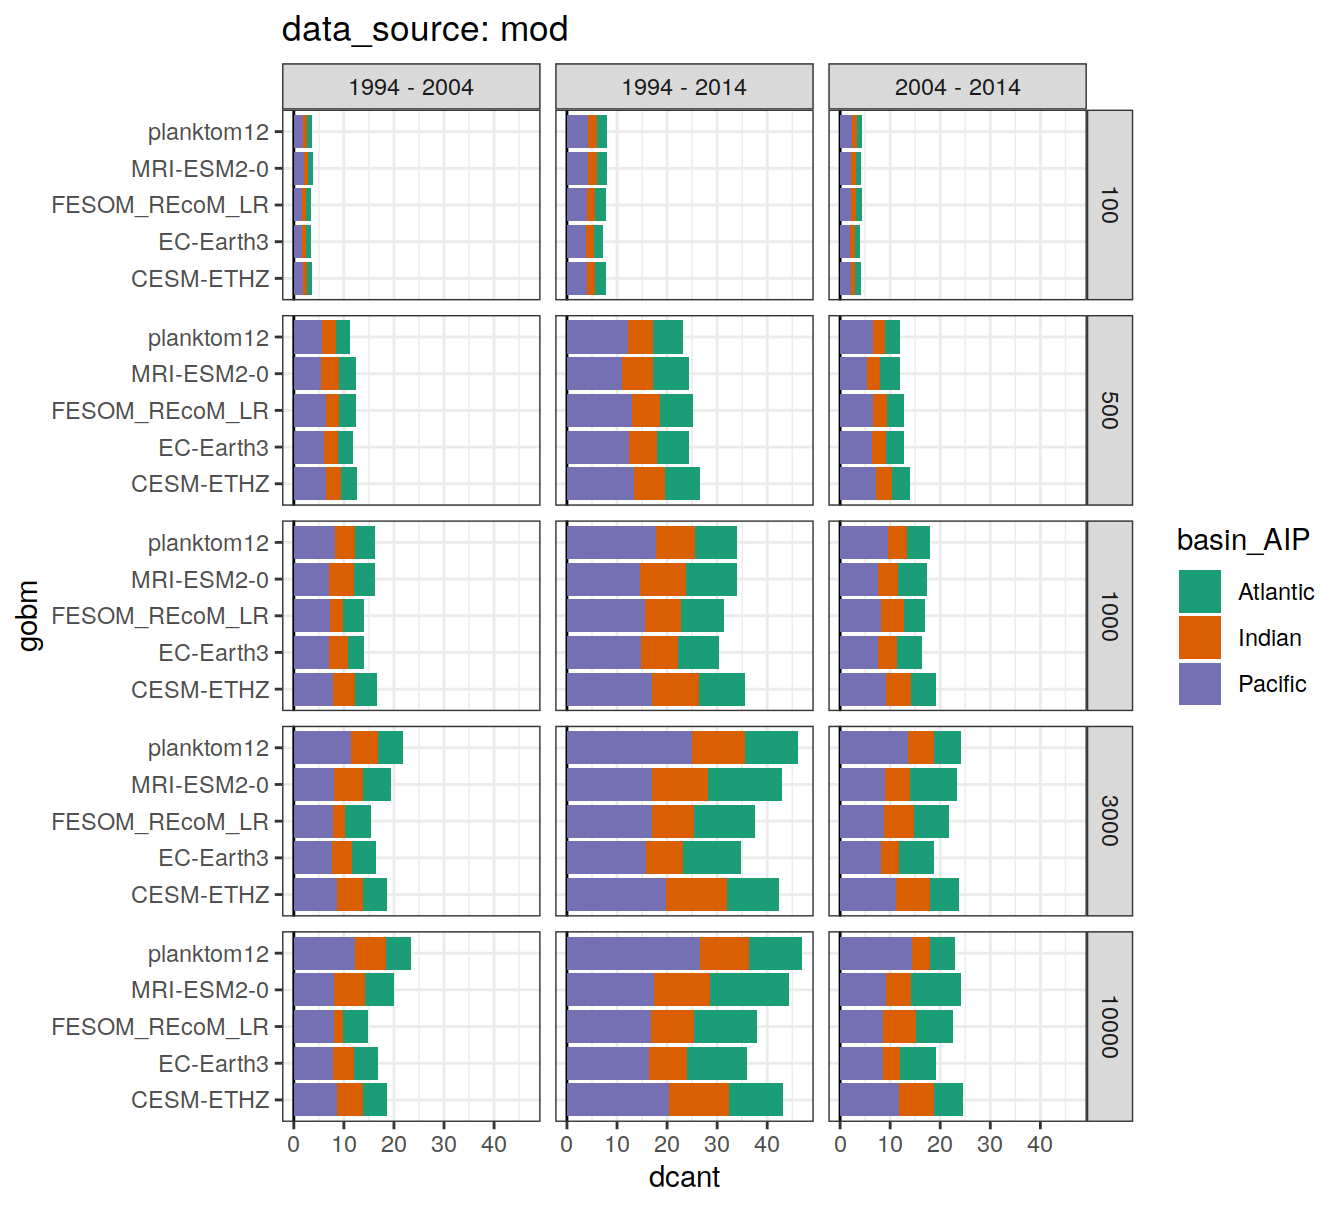 data_source: mod
1994 - 2004
1994 - 2014
2004 - 2014
planktom12
MRI-ESM2-0
FESOM_REcoM_LR
EC-Earth3
CESM-ETHZ
100
planktom12
MRI-ESM2-0
FESOM_REcoM_LR
EC-Earth3
CESM-ETHZ
500
planktom12
MRI-ESM2-0
FESOM_REcoM_LR
EC-Earth3
CESM-ETHZ
1000
planktom12
MRI-ESM2-0
FESOM_REcoM_LR
EC-Earth3
CESM-ETHZ
3000
planktom12
MRI-ESM2-0
FESOM_REcoM_LR
EC-Earth3
CESM-ETHZ
10000
0 10 20 30 40
0 10 20 30 40
0 10 20 30 40
dcant
gobm
basin_AIP
Atlantic
Indian
Pacific